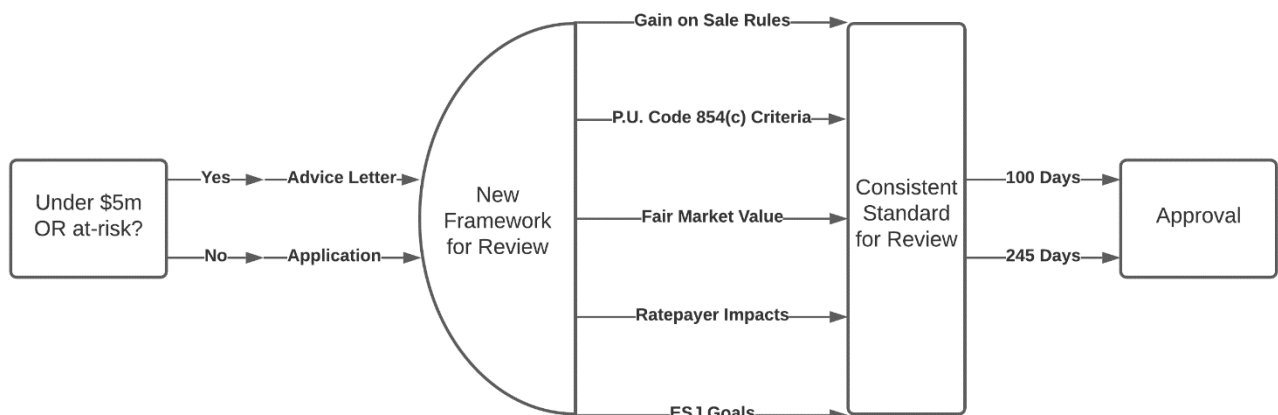 Under $5m
OR at-risk?
Yes
Advice Letter
No
Application
New
Framework
for Review
Gain on Sale Rules
P.U. Code 854(c) Criteria
Fair Market Value
Ratepayer Impacts
ESJ Goals
Consistent
Standard
for Review
100 Days
245 Days
Approval